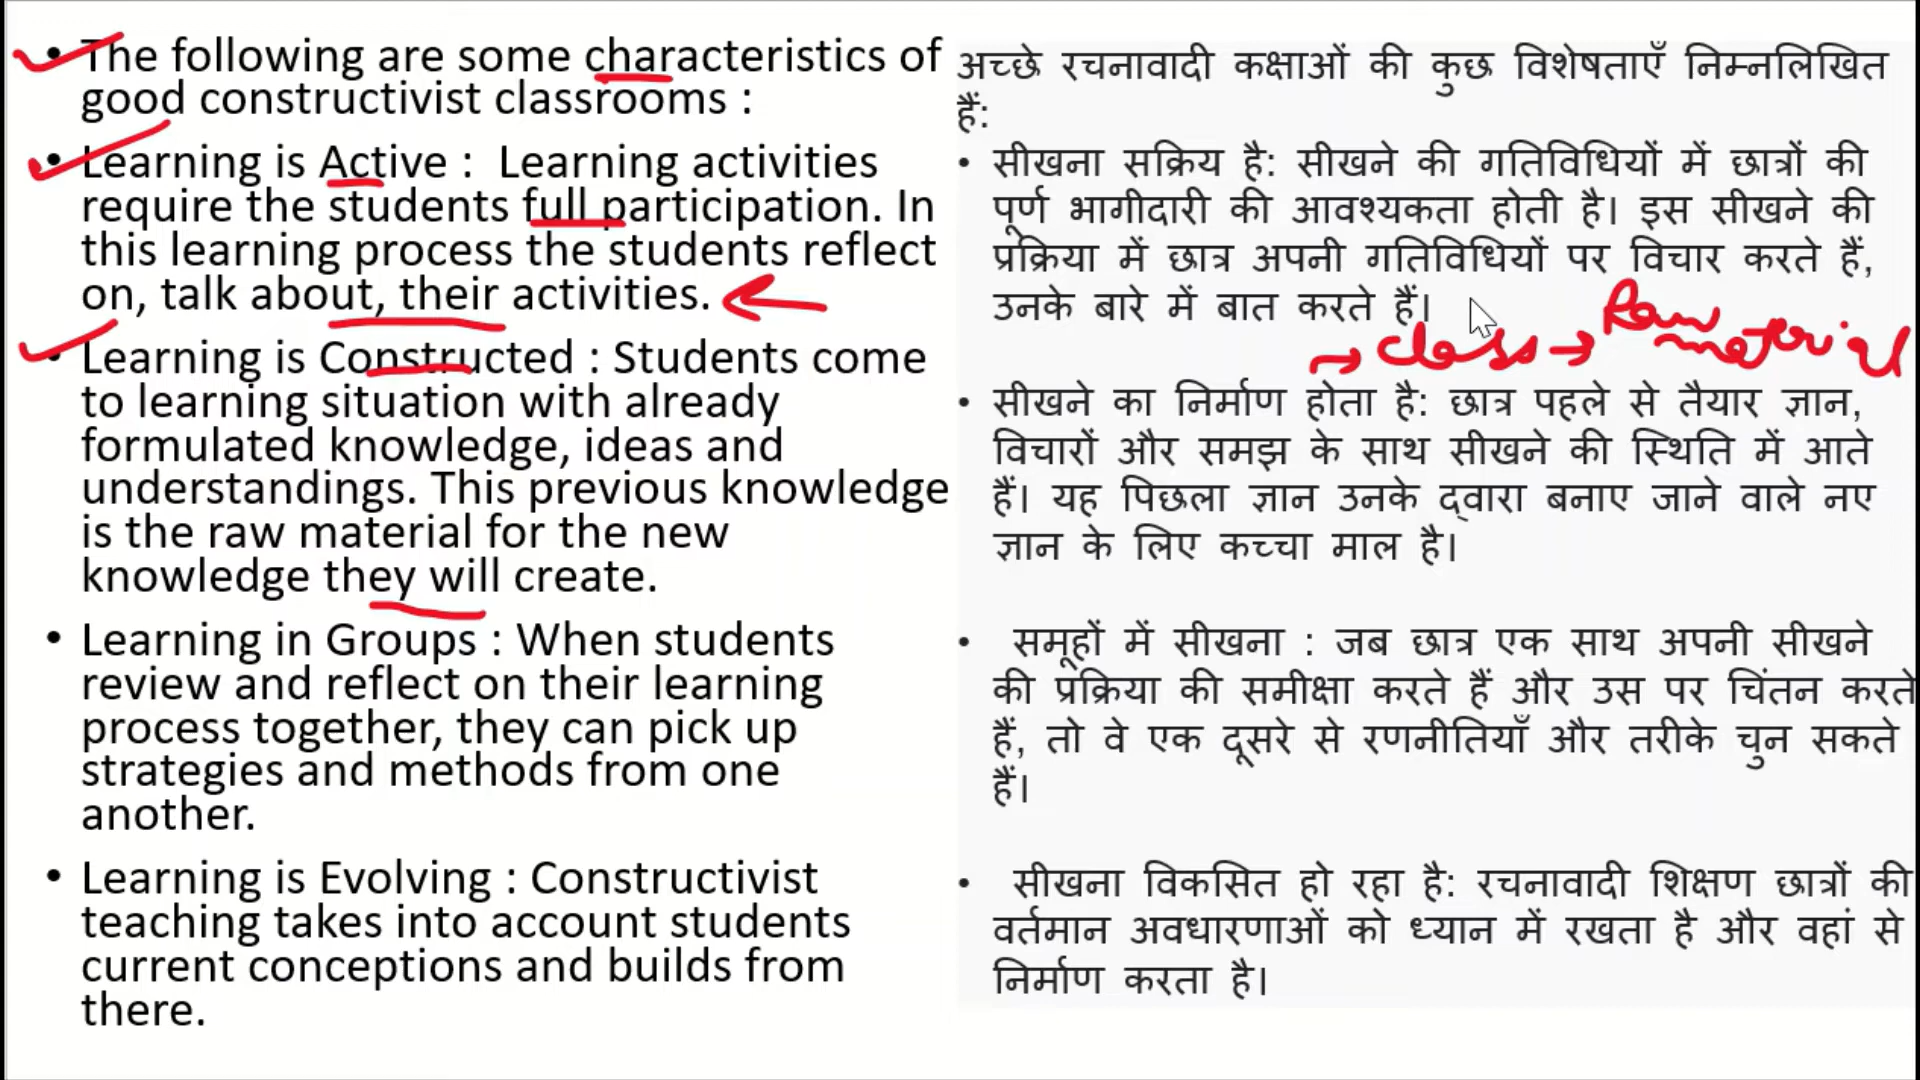 • The following are some characteristics of
good constructivist classrooms :
• Learning is Active : Learning activities
require the students full participation. In
this learning process the students reflect
on, talk about, their activities.
• Learning is Constructed : Students come
to learning situation with already
formulated knowledge, ideas and
understandings. This previous knowledge
is the raw material for the new
knowledge they will create.
• Learning in Groups : When students
review and reflect on their learning
process together, they can pick up
strategies and methods from one
another.
• Learning is Evolving : Constructivist
teaching takes into account students
current conceptions and builds from
there.
अच्छे रचनावादी कक्षाओं की कुछ विशेषताएँ निम्नलिखित
हैं:
• सीखना सक्रिय है: सीखने की गतिविधियों में छात्रों की
पूर्ण भागीदारी की आवश्यकता होती है। इस सीखने की
प्रक्रिया में छात्र अपनी गतिविधियों पर विचार करते हैं,
उनके बारे में बात करते हैं।
→ class → Raw
material
• सीखने का निर्माण होता है: छात्र पहले से तैयार ज्ञान,
विचारों और समझ के साथ सीखने की स्थिति में आते
हैं। यह पिछला ज्ञान उनके द्वारा बनाए जाने वाले नए
ज्ञान के लिए कच्चा माल है।
• समूहों में सीखना : जब छात्र एक साथ अपनी सीखने
की प्रक्रिया की समीक्षा करते हैं और उस पर चिंतन करते
हैं, तो वे एक दूसरे से रणनीतियाँ और तरीके चुन सकते
हैं।
• सीखना विकसित हो रहा है: रचनावादी शिक्षण छात्रों की
वर्तमान अवधारणाओं को ध्यान में रखता है और वहां से
निर्माण करता है।